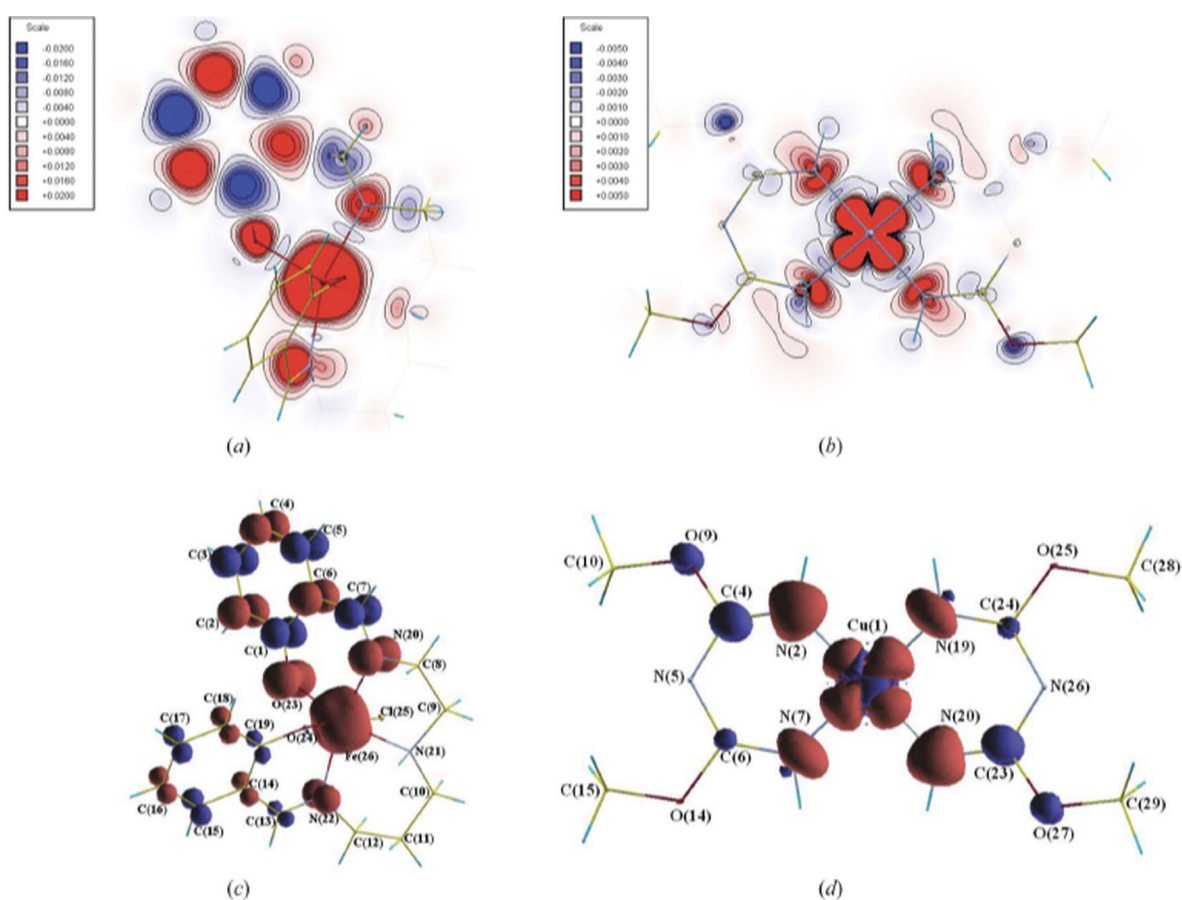 Scale
-0.0200
-0.0160
-0.0120
-0.0080
-0.0040
+0.0000
+0.0040
+0.0080
+0.0120
+0.0160
+0.0200
Scale
-0.0050
-0.0040
-0.0030
-0.0020
-0.0010
+0.0000
+0.0010
+0.0020
+0.0030
+0.0040
+0.0050
(a)
(b)
C(4)
C(5)
C(3)
C(6)
C(7)
C(2)
C(1)
N(20)
C(8)
O(23)
C(9)
Cl(25)
C(18)
C(17)
C(19)
O(24)
Fe(26)
N(21)
C(14)
C(10)
C(16)
C(15)
C(13)
N(22)
C(12)
C(11)
(c)
O(9)
O(25)
C(10)
C(28)
C(4)
C(24)
Cu(1)
N(2)
N(19)
N(5)
N(26)
N(7)
N(20)
C(6)
C(23)
C(15)
C(29)
O(14)
O(27)
(d)